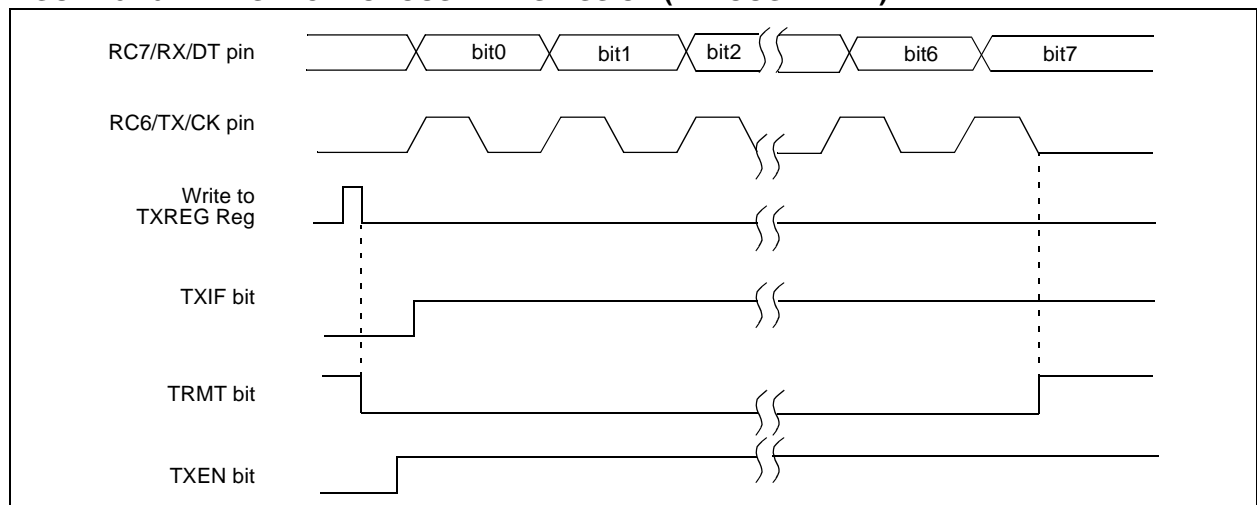 RC7/RX/DT pin
bit0
bit1
bit2
bit6
bit7
RC6/TX/CK pin
Write to
TXREG Reg
TXIF bit
TRMT bit
TXEN bit